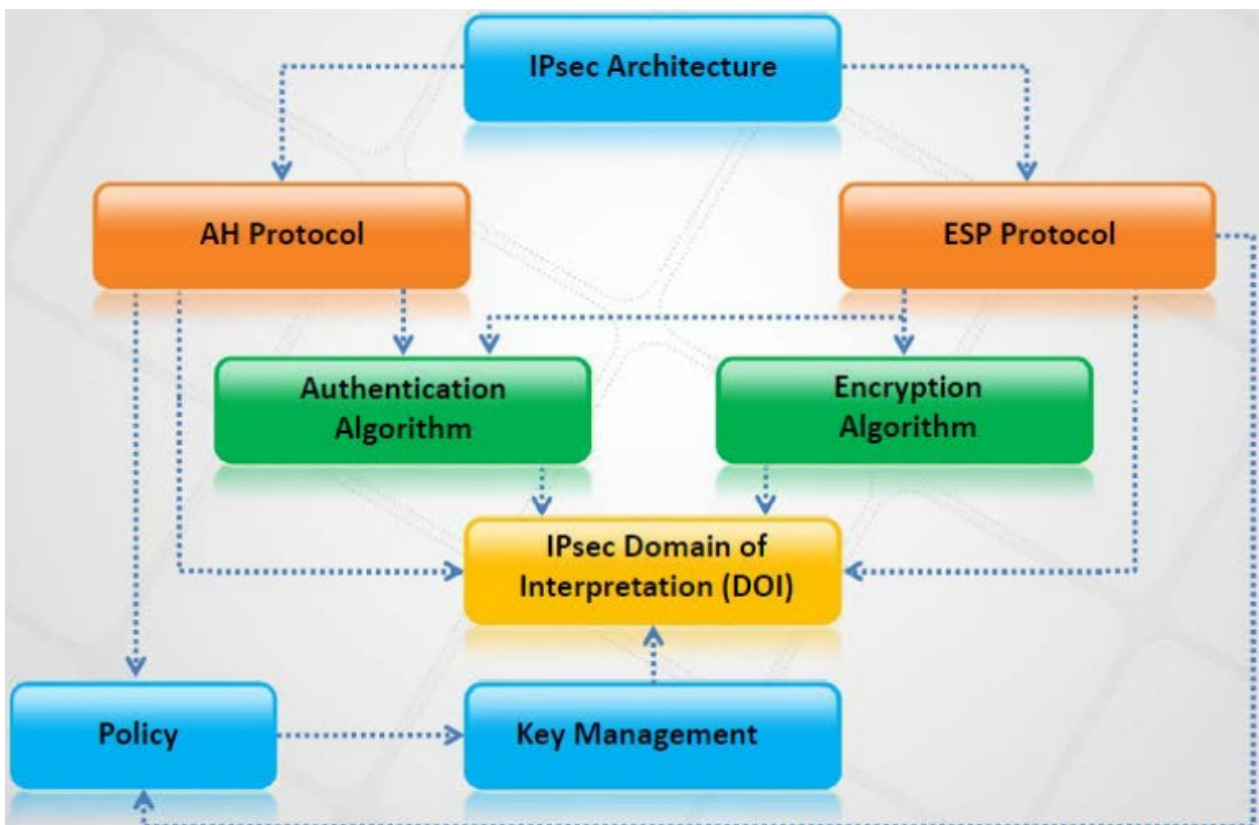 IPsec Architecture
AH Protocol
ESP Protocol
Authentication
Algorithm
Encryption
Algorithm
IPsec Domain of
Interpretation (DOI)
Policy
Key Management